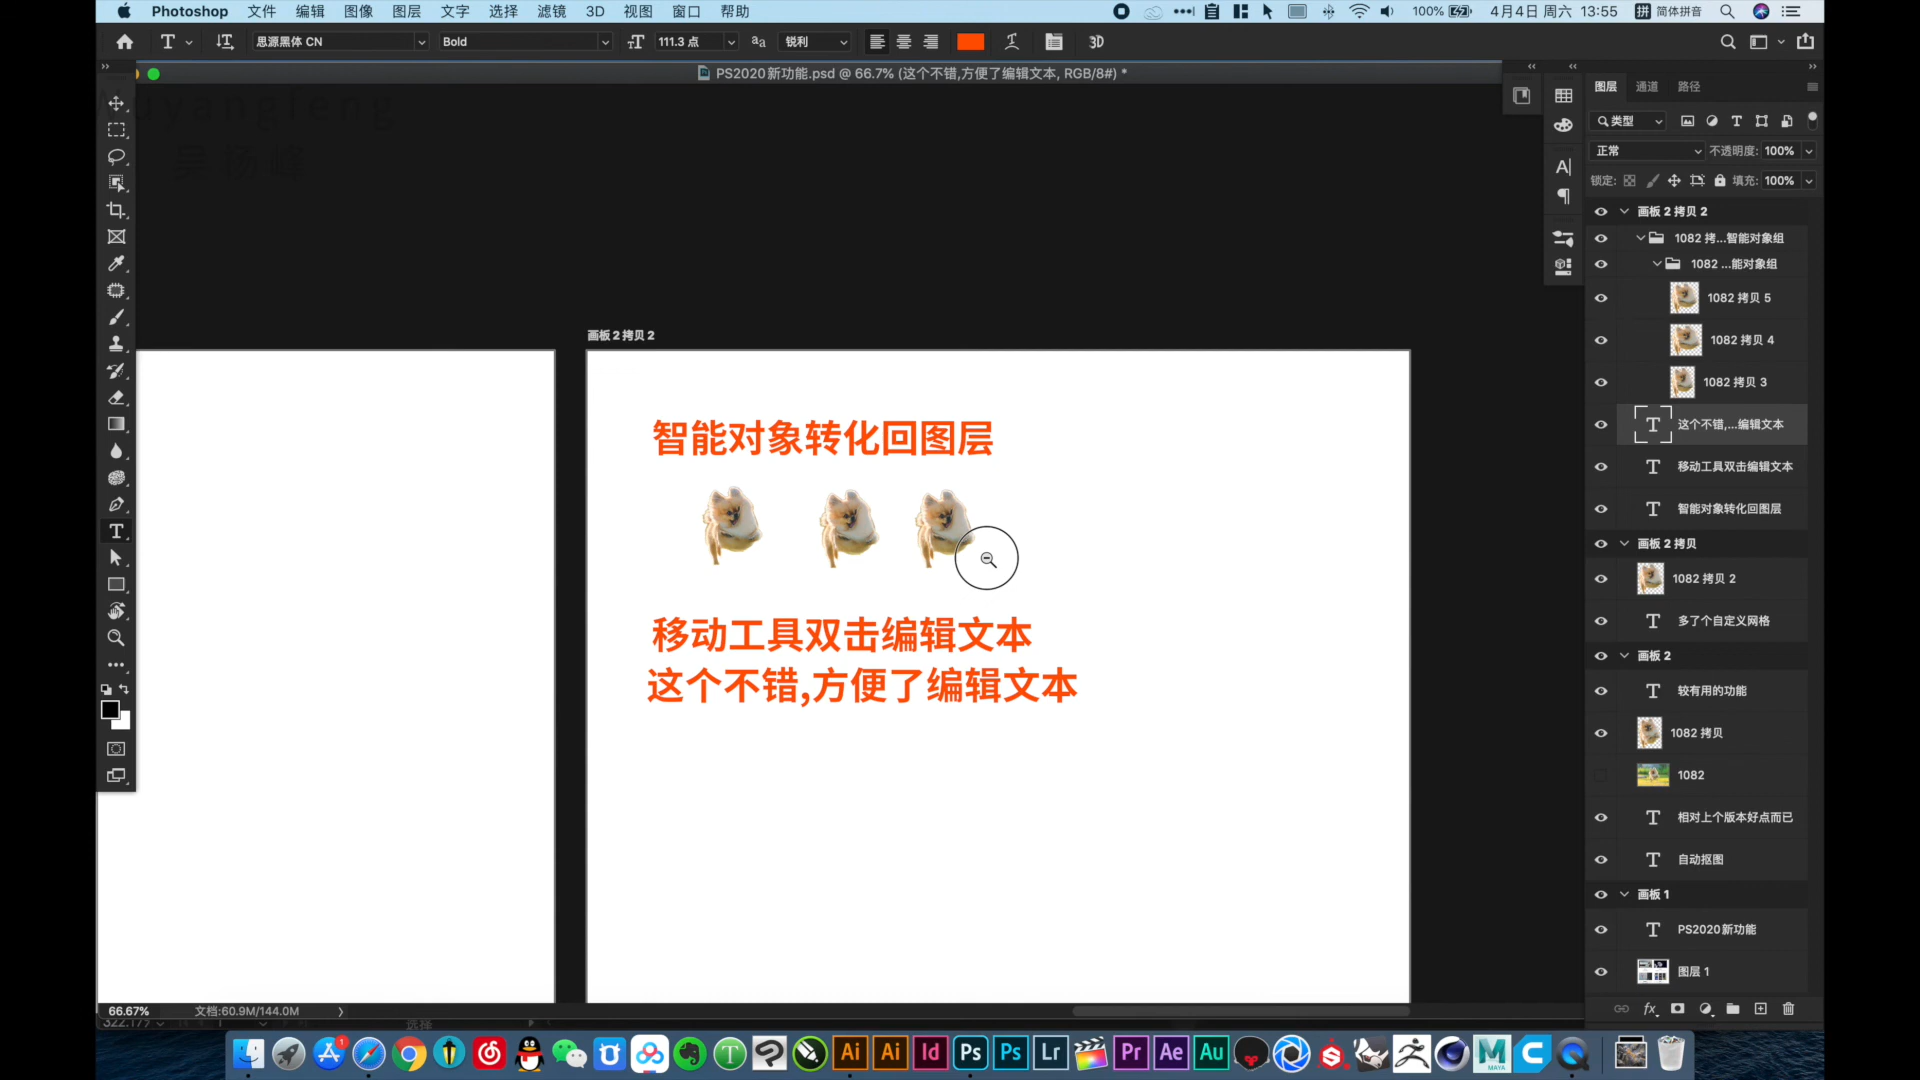 Photoshop 文件 编辑 图像 图层 文字 选择 滤镜 3D 视图 窗口 帮助
100% 4月4日 周六 13:55 拼 简体拼音
T 思源黑体 CN Bold 111.3 点 锐利 3D
PS2020新功能.psd @ 66.7% (这个不错,方便了编辑文本, RGB/8#) *
画板 2 拷贝 2
智能对象转化回图层
移动工具双击编辑文本
这个不错,方便了编辑文本
图层 通道 路径
类型
正常 不透明度: 100%
锁定: 填充: 100%
画板 2 拷贝 2
1082 拷...智能对象组
1082 ...能对象组
1082 拷贝 5
1082 拷贝 4
1082 拷贝 3
这个不错,...编辑文本
移动工具双击编辑文本
智能对象转化回图层
画板 2 拷贝
1082 拷贝 2
多了个自定义网格
画板 2
较有用的功能
1082 拷贝
1082
相对上个版本好点而已
自动抠图
画板 1
PS2020新功能
图层 1
66.67% 文档:60.9M/144.0M
Ai Ai Id Ps Ps Lr Pr Ae Au MAYA